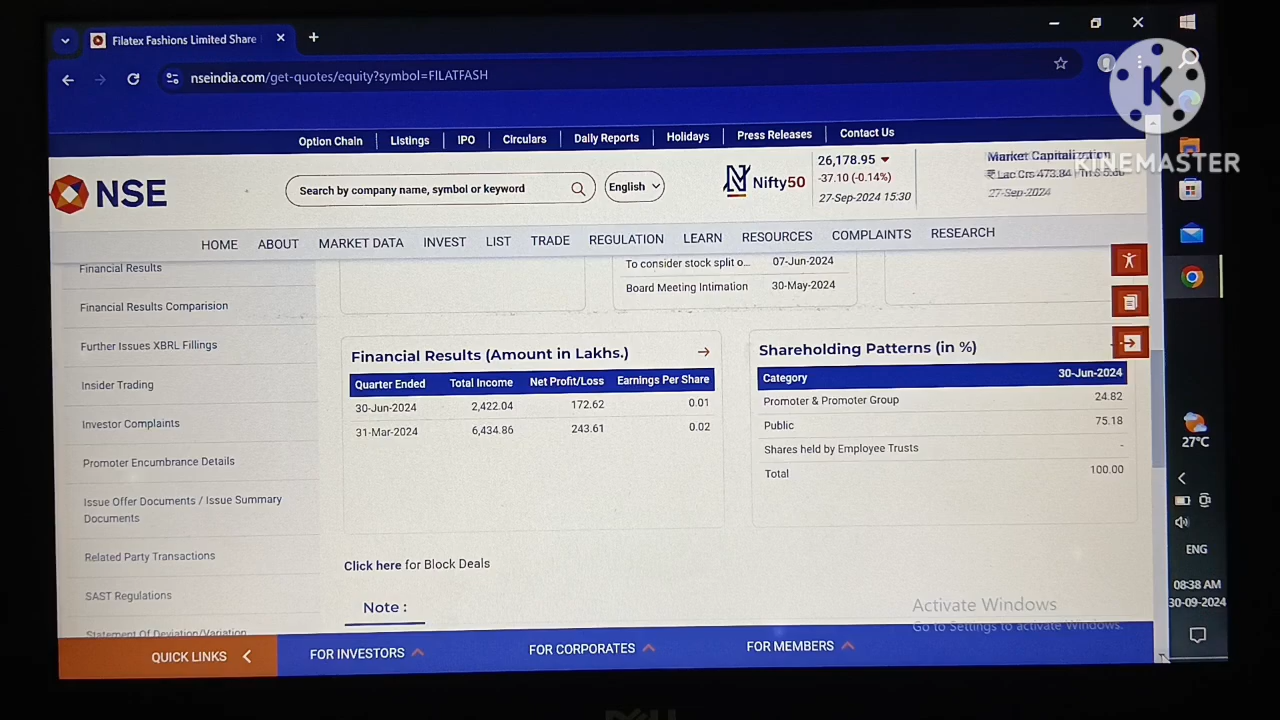 Filatex Fashions Limited Share
nseindia.com/get-quotes/equity?symbol=FILATFASH
K
KINEMASTER
Option Chain Listings IPO Circulars Daily Reports Holidays Press Releases Contact Us
NSE
Search by company name, symbol or keyword
English
Nifty50
26,178.95
-37.10 (-0.14%)
27-Sep-2024 15:30
Market Capitalization
₹ Lac Crs 473.84 | Tn $
27-Sep-2024
HOME ABOUT MARKET DATA INVEST LIST TRADE REGULATION LEARN RESOURCES COMPLAINTS RESEARCH
Financial Results
Financial Results Comparision
Further Issues XBRL Fillings
Insider Trading
Investor Complaints
Promoter Encumbrance Details
Issue Offer Documents / Issue Summary
Documents
Related Party Transactions
SAST Regulations
Statement Of Deviation/Variation
To consider stock split o... 07-Jun-2024
Board Meeting Intimation 30-May-2024
Financial Results (Amount in Lakhs.)
Quarter Ended Total Income Net Profit/Loss Earnings Per Share
30-Jun-2024 2,422.04 172.62 0.01
31-Mar-2024 6,434.86 243.61 0.02
Shareholding Patterns (in %)
Category 30-Jun-2024
Promoter & Promoter Group 24.82
Public 75.18
Shares held by Employee Trusts -
Total 100.00
Click here for Block Deals
Note :
Activate Windows
Go to Settings to activate Windows.
QUICK LINKS FOR INVESTORS FOR CORPORATES FOR MEMBERS
27°C
ENG
08:38 AM
30-09-2024
DELL